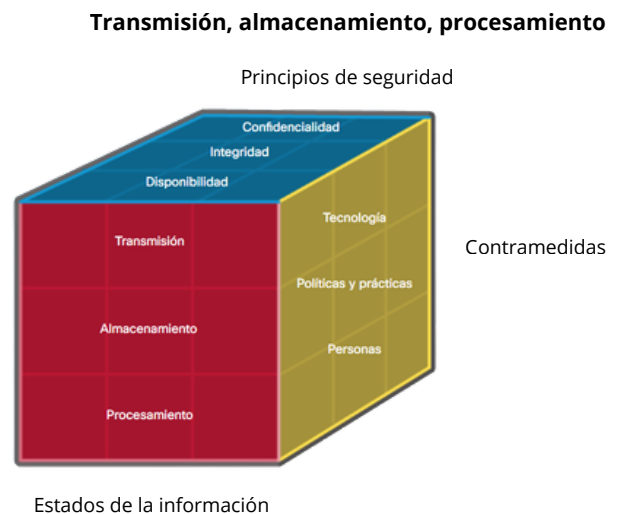 Transmisión, almacenamiento, procesamiento
Principios de seguridad
Confidencialidad
Integridad
Disponibilidad
Transmisión
Almacenamiento
Procesamiento
Tecnología
Políticas y prácticas
Personas
Contramedidas
Estados de la información